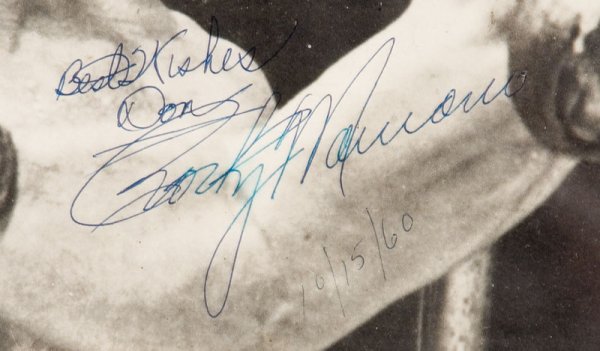 Best Wishes
Don
Rocky Marciano
10/15/60